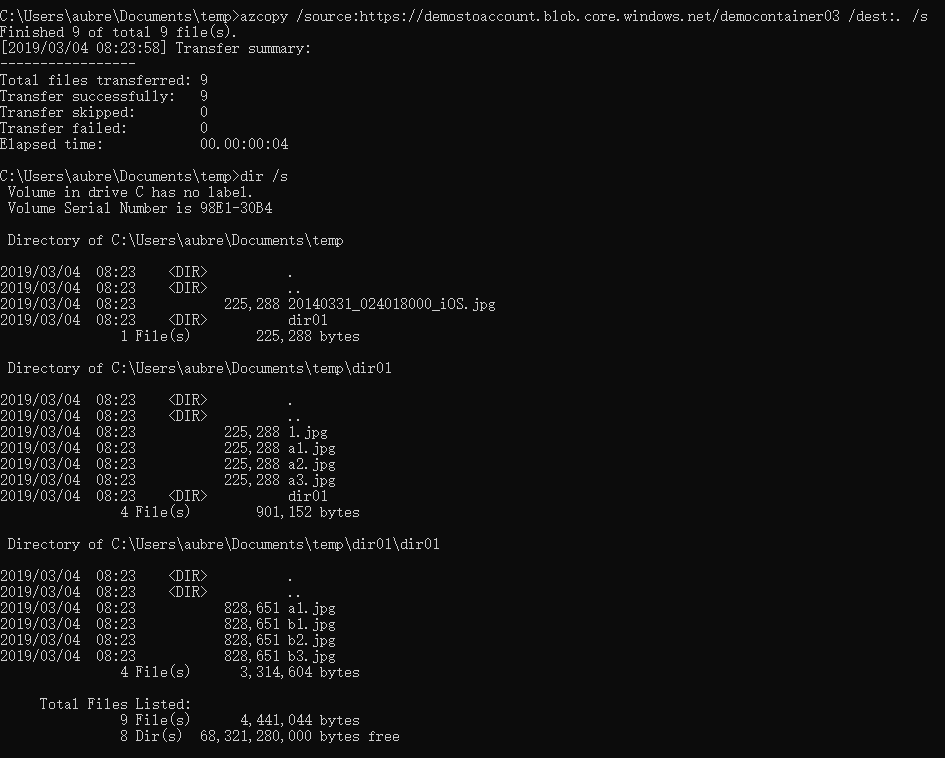 C:\Users\aubre\Documents\temp>azcopy /source:https://demostoaccount.blob.core.windows.net/democontainer03 /dest:. /s
Finished 9 of total 9 file(s).
[2019/03/04 08:23:58] Transfer summary:
-----------------
Total files transferred: 9
Transfer successfully:   9
Transfer skipped:        0
Transfer failed:         0
Elapsed time:            00.00:00:04

C:\Users\aubre\Documents\temp>dir /s
 Volume in drive C has no label.
 Volume Serial Number is 98E1-30B4

 Directory of C:\Users\aubre\Documents\temp

2019/03/04  08:23    <DIR>          .
2019/03/04  08:23    <DIR>          ..
2019/03/04  08:23           225,288 20140331_024018000_iOS.jpg
2019/03/04  08:23    <DIR>          dir01
               1 File(s)        225,288 bytes

 Directory of C:\Users\aubre\Documents\temp\dir01

2019/03/04  08:23    <DIR>          .
2019/03/04  08:23    <DIR>          ..
2019/03/04  08:23           225,288 1.jpg
2019/03/04  08:23           225,288 a1.jpg
2019/03/04  08:23           225,288 a2.jpg
2019/03/04  08:23           225,288 a3.jpg
2019/03/04  08:23    <DIR>          dir01
               4 File(s)        901,152 bytes

 Directory of C:\Users\aubre\Documents\temp\dir01\dir01

2019/03/04  08:23    <DIR>          .
2019/03/04  08:23    <DIR>          ..
2019/03/04  08:23           828,651 a1.jpg
2019/03/04  08:23           828,651 b1.jpg
2019/03/04  08:23           828,651 b2.jpg
2019/03/04  08:23           828,651 b3.jpg
               4 File(s)      3,314,604 bytes

     Total Files Listed:
               9 File(s)      4,441,044 bytes
               8 Dir(s)  68,321,280,000 bytes free